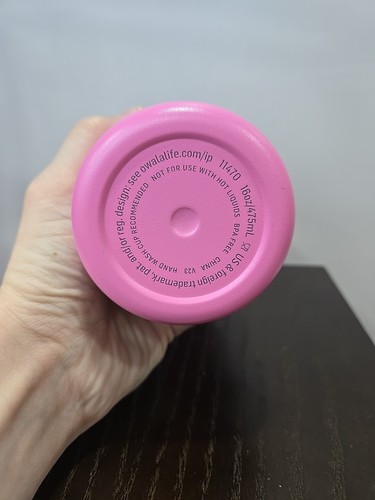 US & foreign trademark, pat. and/or reg. design: see owalalife.com/ip 11470 16oz/475mL
HAND WASH CUP RECOMMENDED NOT FOR USE WITH HOT LIQUIDS BPA FREE CHINA V23